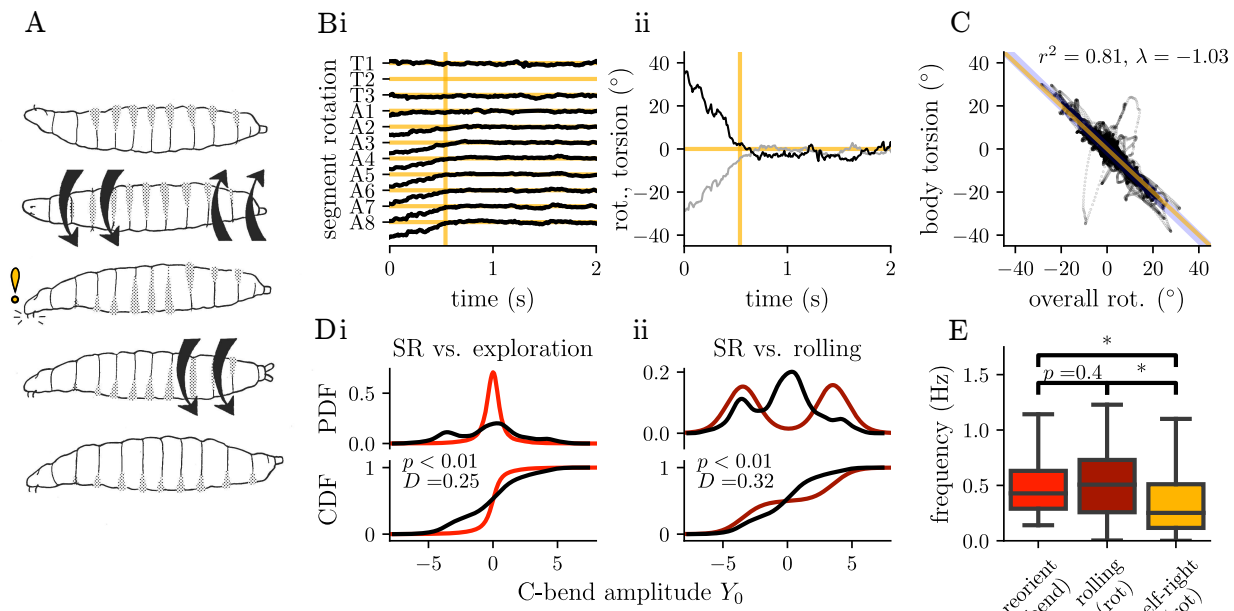 A
Bi
ii
C
segment rotation
T1
T2
T3
A1
A2
A3
A4
A5
A6
A7
A8
0
1
2
time (s)
rot., torsion (°)
40
20
0
−20
−40
0
1
2
time (s)
r² = 0.81, λ = −1.03
body torsion (°)
40
20
0
−20
−40
−40
−20
0
20
40
overall rot. (°)
!
Di
ii
E
SR vs. exploration
PDF
0.5
0.0
CDF
1
0
p < 0.01
D =0.25
−5
0
5
SR vs. rolling
0.2
0.0
1
0
p < 0.01
D =0.32
−5
0
5
C-bend amplitude Y₀
frequency (Hz)
1.5
1.0
0.5
0.0
*
p =0.4
*
reorient
rolling
(rot)